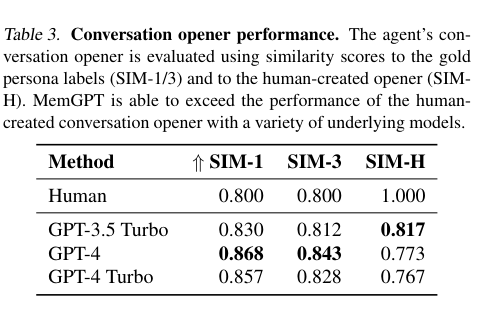 Table 3. Conversation opener performance. The agent's con-
versation opener is evaluated using similarity scores to the gold
persona labels (SIM-1/3) and to the human-created opener (SIM-
H). MemGPT is able to exceed the performance of the human-
created conversation opener with a variety of underlying models.
Method ⇑ SIM-1 SIM-3 SIM-H
Human 0.800 0.800 1.000
GPT-3.5 Turbo 0.830 0.812 0.817
GPT-4 0.868 0.843 0.773
GPT-4 Turbo 0.857 0.828 0.767